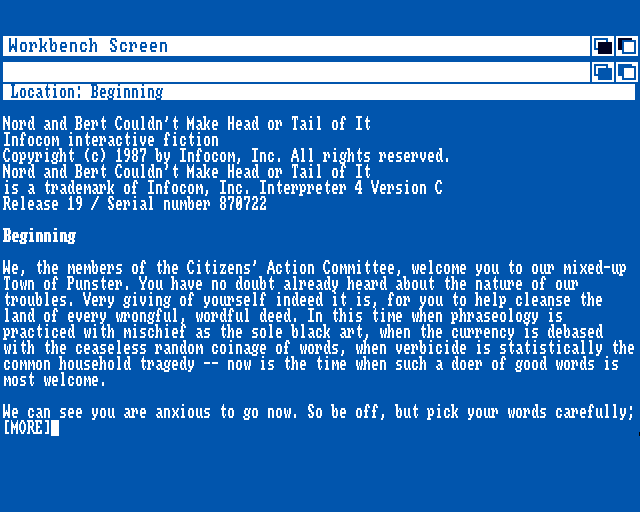 Workbench Screen
Location: Beginning
Nord and Bert Couldn't Make Head or Tail of It
Infocom interactive fiction
Copyright (c) 1987 by Infocom, Inc. All rights reserved.
Nord and Bert Couldn't Make Head or Tail of It
is a trademark of Infocom, Inc. Interpreter 4 Version C
Release 19 / Serial number 870722
Beginning
We, the members of the Citizens' Action Committee, welcome you to our mixed-up
Town of Punster. You have no doubt already heard about the nature of our
troubles. Very giving of yourself indeed it is, for you to help cleanse the
land of every wrongful, wordful deed. In this time when phraseology is
practiced with mischief as the sole black art, when the currency is debased
with the ceaseless random coinage of words, when verbicide is statistically the
common household tragedy -- now is the time when such a doer of good words is
most welcome.
We can see you are anxious to go now. So be off, but pick your words carefully;
[MORE]